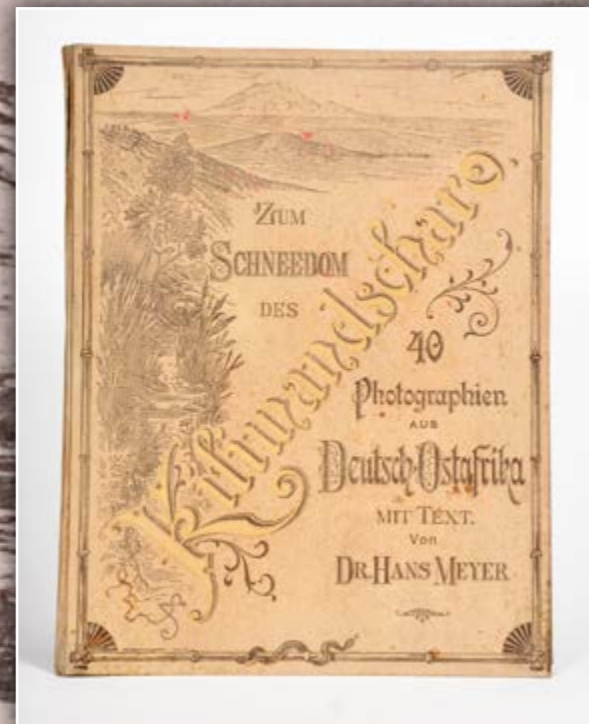 ZUM
SCHNEEDOM
DES
Kilimandscharo.
40
Photographien
AUS
Deutsch-Ostafrika
MIT TEXT.
Von
DR. HANS MEYER